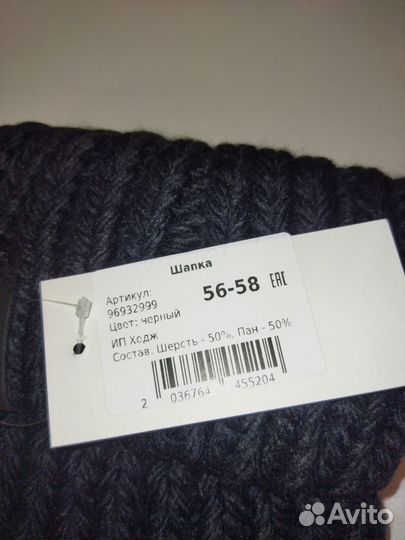 Шапка
Артикул:
96932999
56-58 EAC
Цвет: черный
ИП Ходж
Состав. Шерсть - 50%, Пан - 50%
2 036764 455204
Avito